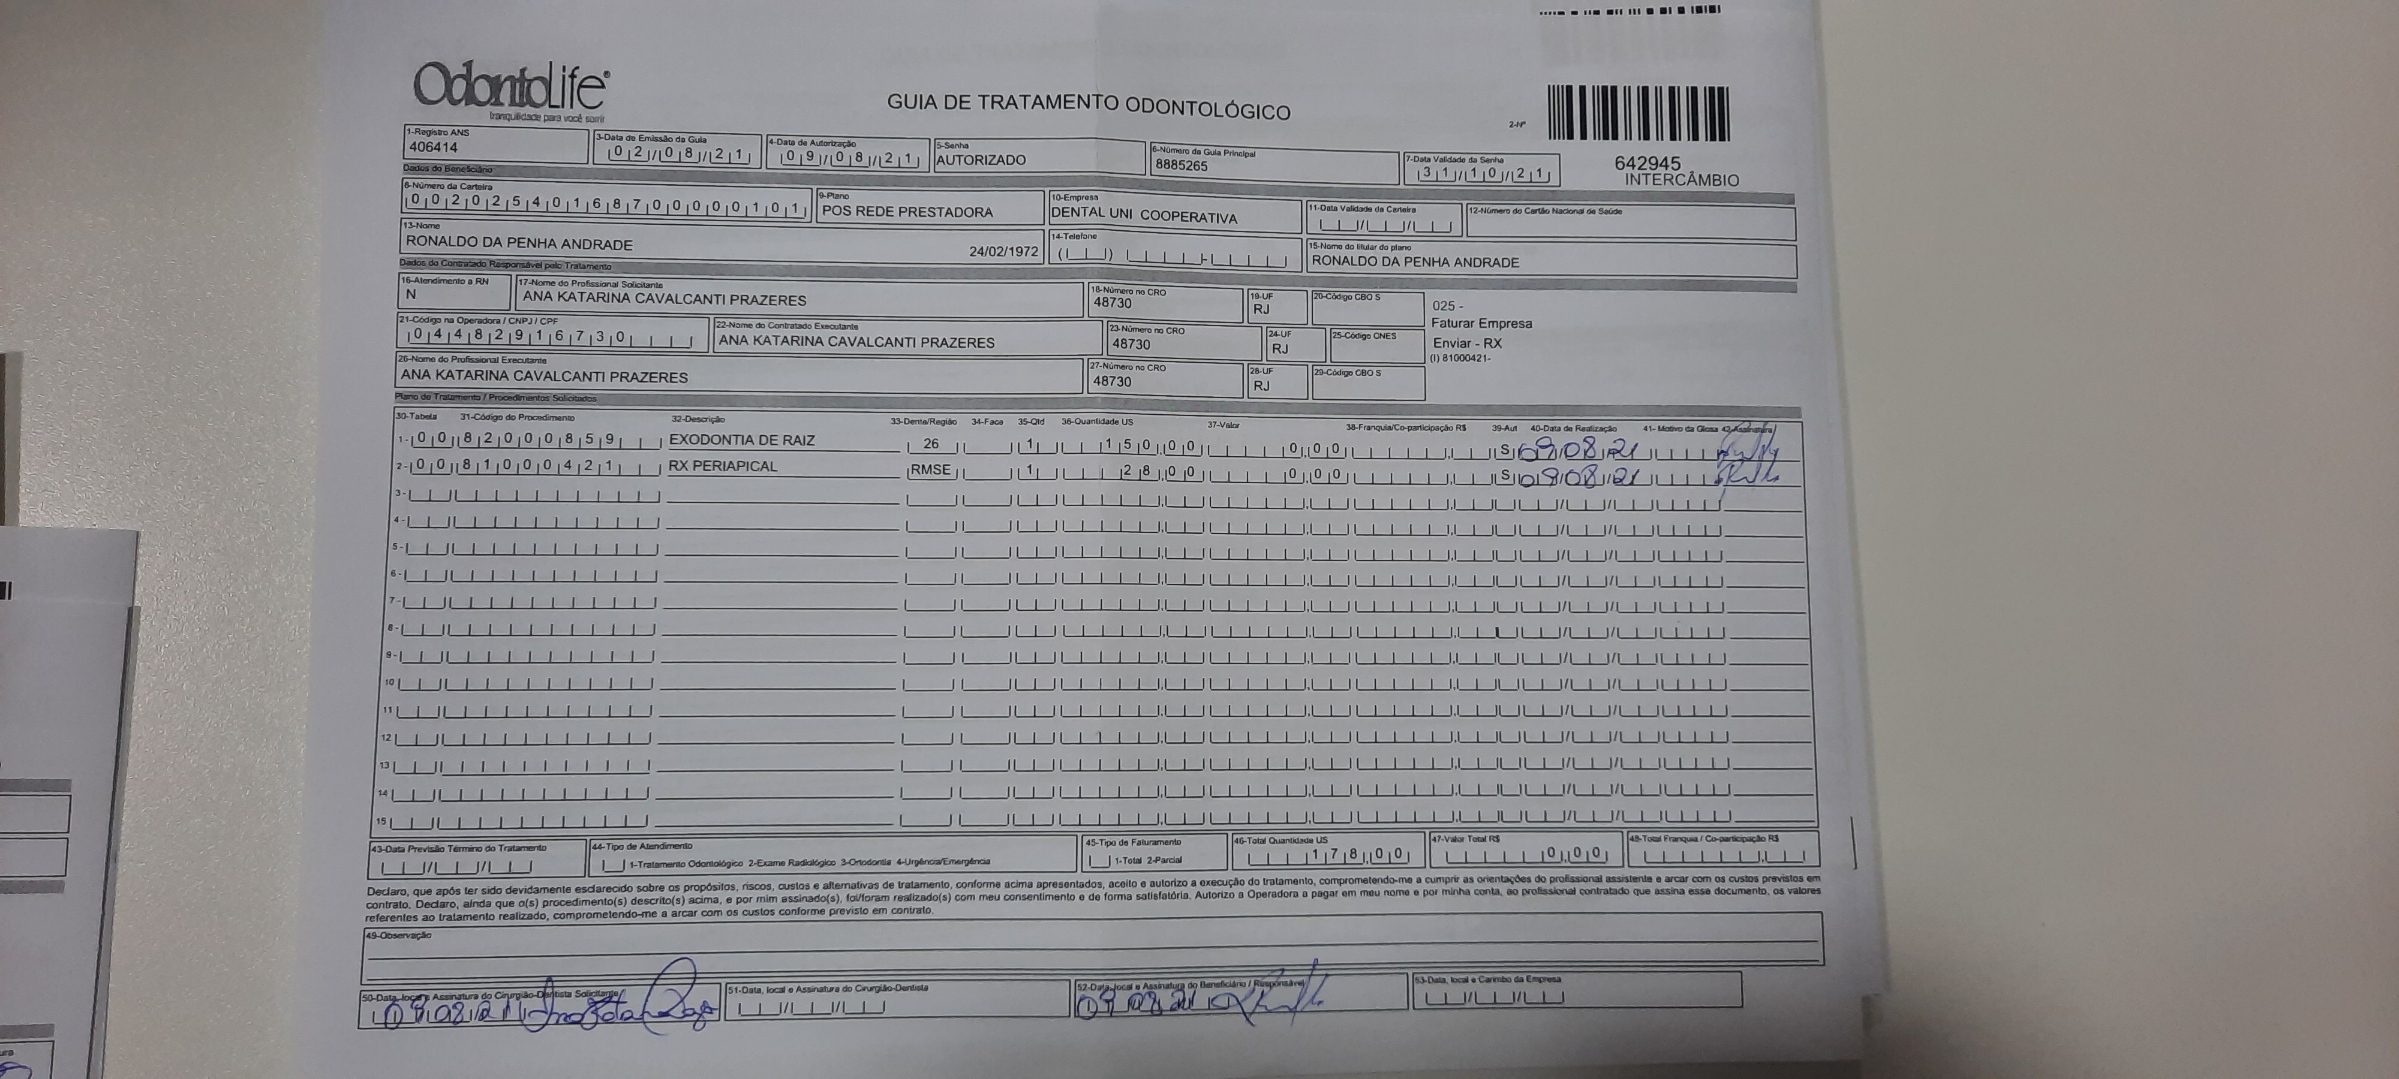 OdontoLife
tranquilidade para você sorrir
GUIA DE TRATAMENTO ODONTOLÓGICO
2-Nº
642945
INTERCÂMBIO
1-Registro ANS 3-Data de Emissão da Guia 4-Data de Autorização 5-Senha 6-Número da Guia Principal 7-Data Validade da Senha
406414 02/08/21 09/08/21 AUTORIZADO 8885265 31/10/21
Dados do Beneficiário
8-Número da Carteira 9-Plano 10-Empresa 11-Data Validade da Carteira 12-Número do Cartão Nacional de Saúde
00202540168700000101 POS REDE PRESTADORA DENTAL UNI COOPERATIVA
13-Nome 14-Telefone 15-Nome do titular do plano
RONALDO DA PENHA ANDRADE 24/02/1972 RONALDO DA PENHA ANDRADE
Dados do Contratado Responsável pelo Tratamento
16-Atendimento a RN 17-Nome do Profissional Solicitante 18-Número no CRO 19-UF 20-Código CBO S
N ANA KATARINA CAVALCANTI PRAZERES 48730 RJ
025 -
Faturar Empresa
Enviar - RX
(I) 81000421-
21-Código na Operadora / CNPJ / CPF 22-Nome do Contratado Executante 23-Número no CRO 24-UF 25-Código CNES
04482916730 ANA KATARINA CAVALCANTI PRAZERES 48730 RJ
26-Nome do Profissional Executante 27-Número no CRO 28-UF 29-Código CBO S
ANA KATARINA CAVALCANTI PRAZERES 48730 RJ
Plano de Tratamento / Procedimentos Solicitados
30-Tabela 31-Código do Procedimento 32-Descrição 33-Dente/Região 34-Face 35-Qtd 36-Quantidade US 37-Valor 38-Franquia/Co-participação R$ 39-Aut 40-Data de Realização 41- Motivo da Glosa 42-Assinatura
1- 00 82000859 EXODONTIA DE RAIZ 26 1 150,00 0,00 S 09/08/21
2- 00 81000421 RX PERIAPICAL RMSE 1 28,00 0,00 S 09/08/21
3-
4-
5-
6-
7-
8-
9-
10
11
12
13
14
15
43-Data Previsão Término do Tratamento 44-Tipo de Atendimento 45-Tipo de Faturamento 46-Total Quantidade US 47-Valor Total R$ 48-Total Franquia / Co-participação R$
1-Tratamento Odontológico 2-Exame Radiológico 3-Ortodontia 4-Urgência/Emergência 1-Total 2-Parcial 178,00 0,00
Declaro, que após ter sido devidamente esclarecido sobre os propósitos, riscos, custos e alternativas de tratamento, conforme acima apresentados, aceito e autorizo a execução do tratamento, comprometendo-me a cumprir as orientações do profissional assistente e arcar com os custos previstos em
contrato. Declaro, ainda que o(s) procedimento(s) descrito(s) acima, e por mim assinado(s), foi/foram realizado(s) com meu consentimento e de forma satisfatória. Autorizo a Operadora a pagar em meu nome e por minha conta, ao profissional contratado que assina esse documento, os valores
referentes ao tratamento realizado, comprometendo-me a arcar com os custos conforme previsto em contrato.
49-Observação
50-Data, local e Assinatura do Cirurgião-Dentista Solicitante 51-Data, local e Assinatura do Cirurgião-Dentista 52-Data, local e Assinatura do Beneficiário / Responsável 53-Data, local e Carimbo da Empresa
09/08/21 09/08/21